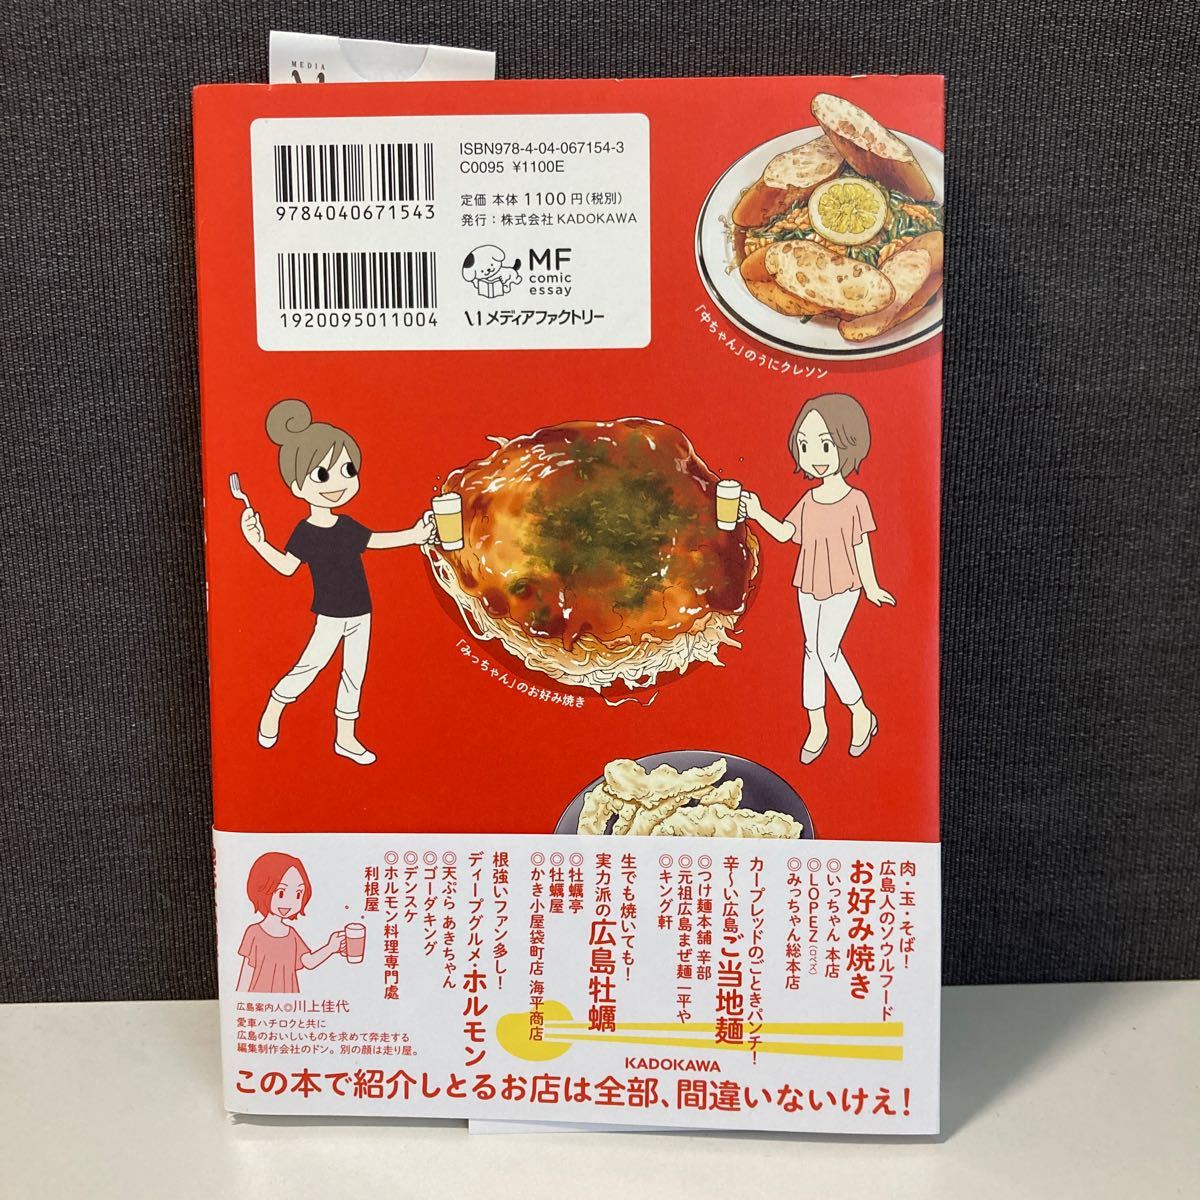 MEDIA
ISBN978-4-04-067154-3
C0095 ¥1100E
9784040671543
定価 本体1100円(税別)
発行：株式会社KADOKAWA
MF
comic
essay
1920095011004
メディアファクトリー
「中ちゃん」のうにクレソン
「みっちゃん」のお好み焼き
肉・玉・そば！
広島人のソウルフード
お好み焼き
◎いっちゃん 本店
◎LOPEZ(ロペズ)
◎みっちゃん総本店
カープレッドのごときパンチ！
辛〜い広島ご当地麺
◎つけ麺本舗 辛部
◎元祖広島まぜ麺 一平や
◎キング軒
生でも焼いても！
実力派の広島牡蠣
◎牡蠣亭
◎牡蠣屋
◎かき小屋袋町店 海平商店
根強いファン多し！
ディープグルメ・ホルモン
◎天ぷら あきちゃん
◎ゴーダキング
◎デンスケ
◎ホルモン料理専門處
利根屋
広島案内人◎川上佳代
愛車ハチロクと共に
広島のおいしいものを求めて奔走する
編集制作会社のドン。別の顔は走り屋。
KADOKAWA
この本で紹介しとるお店は全部、間違いないけえ！